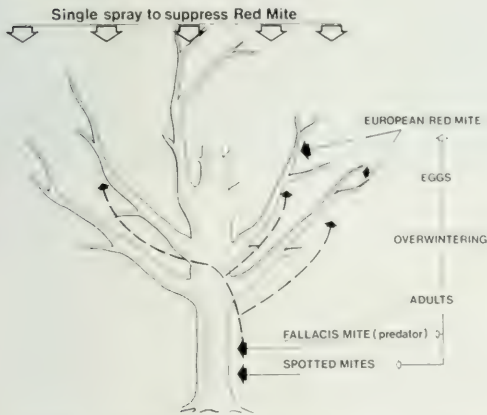 Single spray to suppress Red Mite
EUROPEAN RED MITE
EGGS
OVERWINTERING
ADULTS
FALLACIS MITE (predator)
SPOTTED MITES